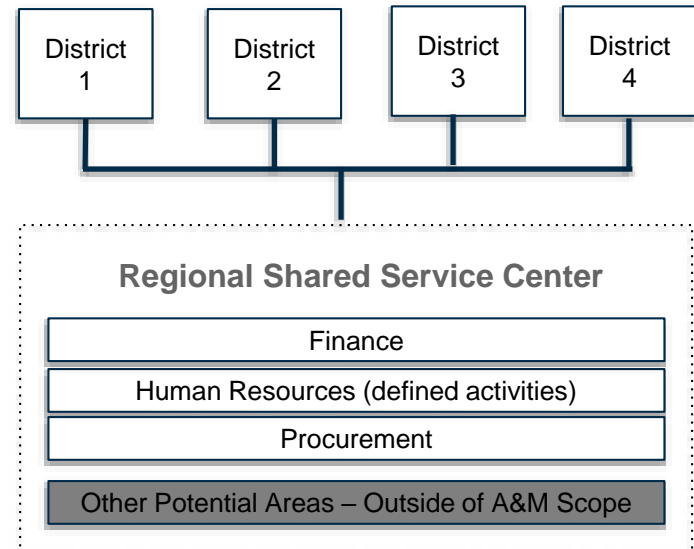 District
1
District
2
District
3
District
4
Regional Shared Service Center
Finance
Human Resources (defined activities)
Procurement
Other Potential Areas – Outside of A&M Scope